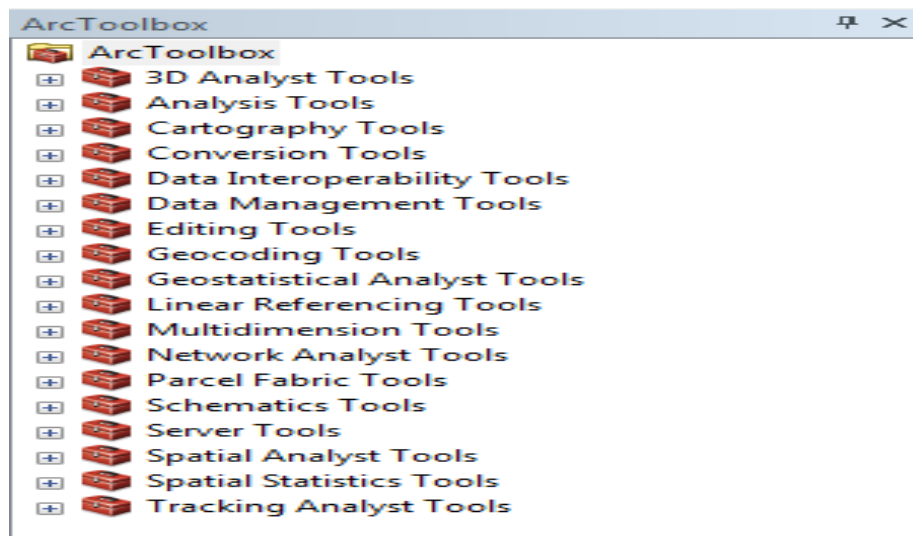 ArcToolbox
ArcToolbox
3D Analyst Tools
Analysis Tools
Cartography Tools
Conversion Tools
Data Interoperability Tools
Data Management Tools
Editing Tools
Geocoding Tools
Geostatistical Analyst Tools
Linear Referencing Tools
Multidimension Tools
Network Analyst Tools
Parcel Fabric Tools
Schematics Tools
Server Tools
Spatial Analyst Tools
Spatial Statistics Tools
Tracking Analyst Tools